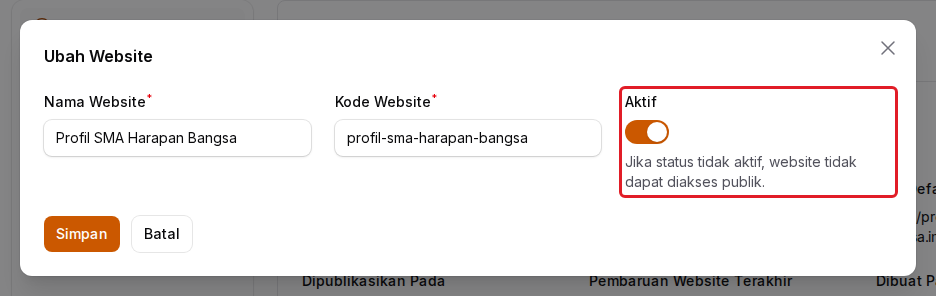 Ubah Website
Nama Website*
Kode Website*
Aktif
Profil SMA Harapan Bangsa
profil-sma-harapan-bangsa
Jika status tidak aktif, website tidak
dapat diakses publik.
Simpan
Batal
Dipublikasikan Pada
Pembaruan Website Terakhir
Dibuat